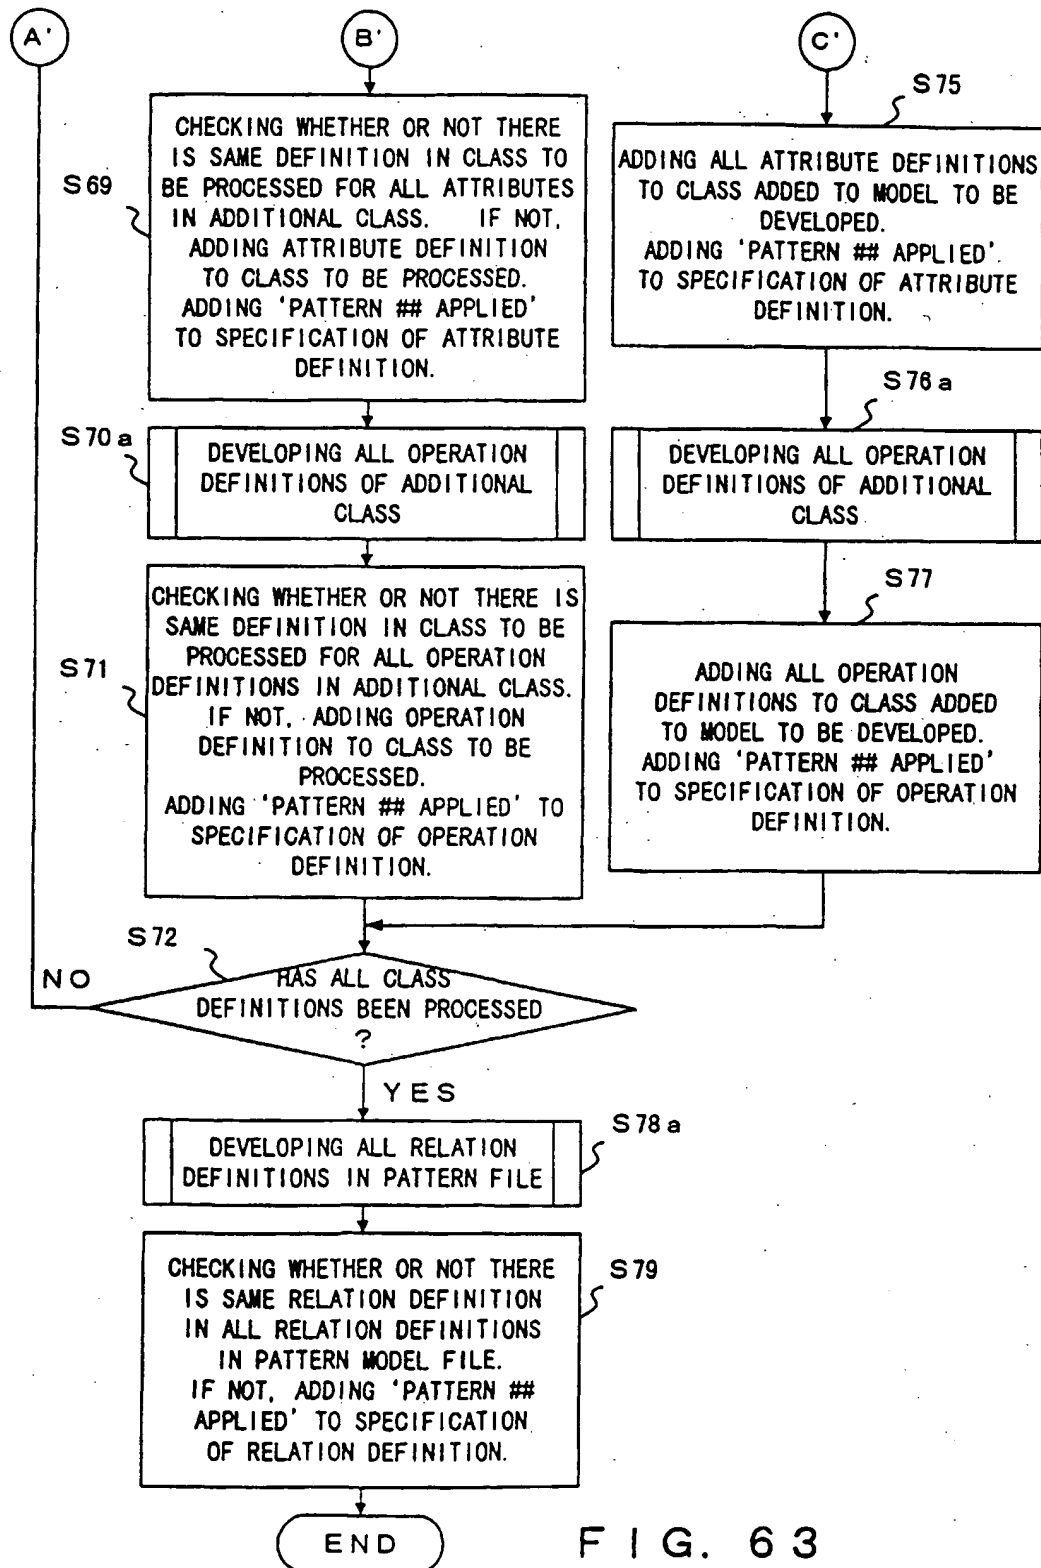 A'
B'
C'
S75
CHECKING WHETHER OR NOT THERE
IS SAME DEFINITION IN CLASS TO
BE PROCESSED FOR ALL ATTRIBUTES
IN ADDITIONAL CLASS. IF NOT,
ADDING ATTRIBUTE DEFINITION
TO CLASS TO BE PROCESSED.
ADDING 'PATTERN ## APPLIED'
TO SPECIFICATION OF ATTRIBUTE
DEFINITION.
S69
ADDING ALL ATTRIBUTE DEFINITIONS
TO CLASS ADDED TO MODEL TO BE
DEVELOPED.
ADDING 'PATTERN ## APPLIED'.
TO SPECIFICATION OF ATTRIBUTE
DEFINITION.
S76a
S70a
DEVELOPING ALL OPERATION
DEFINITIONS OF ADDITIONAL
CLASS
DEVELOPING ALL OPERATION
DEFINITIONS OF ADDITIONAL
CLASS
S77
CHECKING WHETHER OR NOT THERE IS
SAME DEFINITION IN CLASS TO BE
PROCESSED FOR ALL OPERATION
DEFINITIONS IN ADDITIONAL CLASS.
IF NOT, ADDING OPERATION
DEFINITION TO CLASS TO BE
PROCESSED.
ADDING 'PATTERN ## APPLIED' TO
SPECIFICATION OF OPERATION
DEFINITION.
S71
ADDING ALL OPERATION
DEFINITIONS TO CLASS ADDED
TO MODEL TO BE DEVELOPED.
ADDING 'PATTERN ## APPLIED'
TO SPECIFICATION OF OPERATION
DEFINITION.
S72
NO
HAS ALL CLASS
DEFINITIONS BEEN PROCESSED
?
YES
S78a
DEVELOPING ALL RELATION
DEFINITIONS IN PATTERN FILE
S79
CHECKING WHETHER OR NOT THERE
IS SAME RELATION DEFINITION
IN ALL RELATION DEFINITIONS
IN PATTERN MODEL FILE.
IF NOT, ADDING 'PATTERN ##
APPLIED' TO SPECIFICATION
OF RELATION DEFINITION.
END
FIG. 63